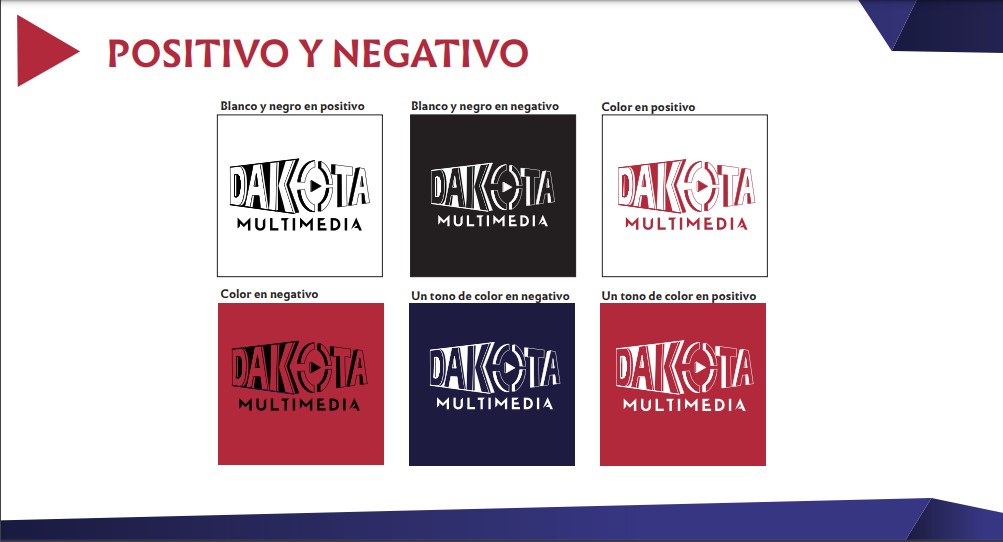 POSITIVO Y NEGATIVO
Blanco y negro en positivo
DAKOTA
MULTIMEDIA
Blanco y negro en negativo
DAKOTA
MULTIMEDIA
Color en positivo
DAKOTA
MULTIMEDIA
Color en negativo
DAKOTA
MULTIMEDIA
Un tono de color en negativo
DAKOTA
MULTIMEDIA
Un tono de color en positivo
DAKOTA
MULTIMEDIA